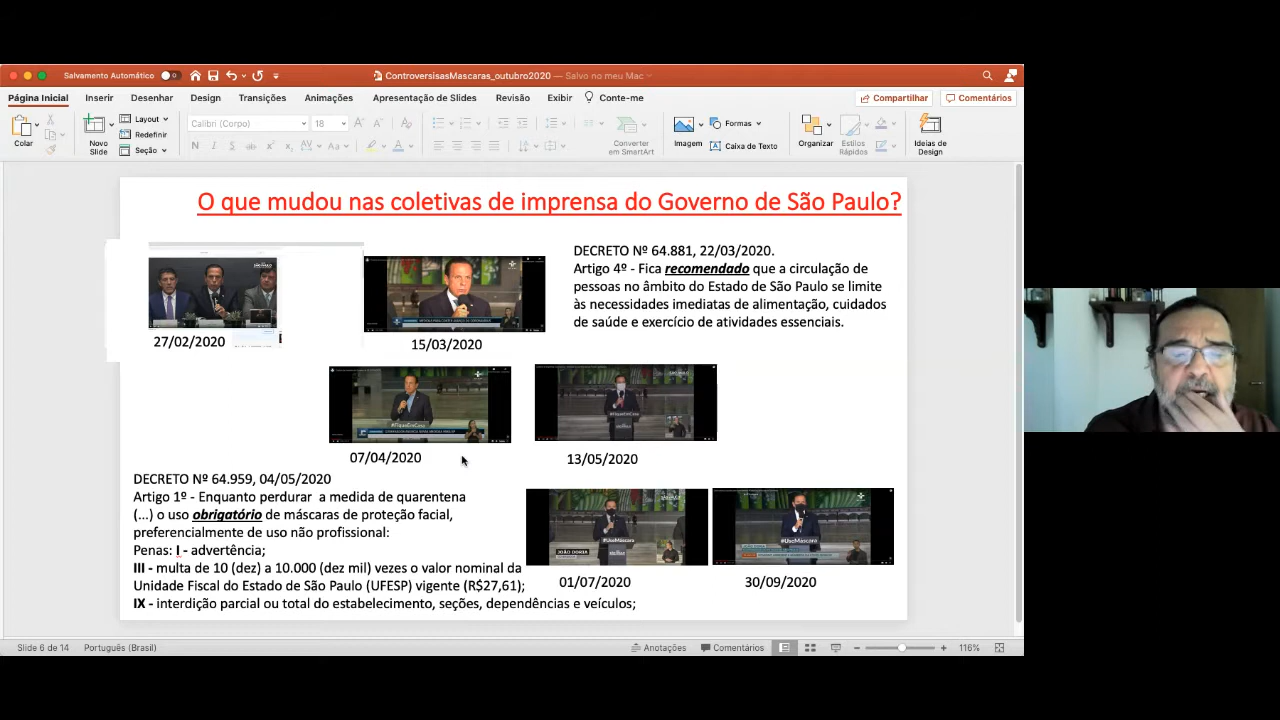 Salvamento Automático
ControversisasMascaras_outubro2020 — Salvo no meu Mac
Página Inicial Inserir Desenhar Design Transições Animações Apresentação de Slides Revisão Exibir Conte-me
Compartilhar Comentários
Colar
Novo Slide
Layout
Redefinir
Seção
Calibri (Corpo) 18
Converter em SmartArt
Imagem
Formas
Caixa de Texto
Organizar
Estilos Rápidos
Ideias de Design
O que mudou nas coletivas de imprensa do Governo de São Paulo?
27/02/2020
15/03/2020
DECRETO Nº 64.881, 22/03/2020.
Artigo 4º - Fica recomendado que a circulação de
pessoas no âmbito do Estado de São Paulo se limite
às necessidades imediatas de alimentação, cuidados
de saúde e exercício de atividades essenciais.
#FiqueEmCasa
07/04/2020
13/05/2020
DECRETO Nº 64.959, 04/05/2020
Artigo 1º - Enquanto perdurar a medida de quarentena
(...) o uso obrigatório de máscaras de proteção facial,
preferencialmente de uso não profissional:
Penas: I - advertência;
III - multa de 10 (dez) a 10.000 (dez mil) vezes o valor nominal da
Unidade Fiscal do Estado de São Paulo (UFESP) vigente (R$27,61);
IX - interdição parcial ou total do estabelecimento, seções, dependências e veículos;
#UseMáscara
JOÃO DORIA
01/07/2020
#UseMáscara
30/09/2020
Slide 6 de 14 Português (Brasil)
Anotações Comentários 116%